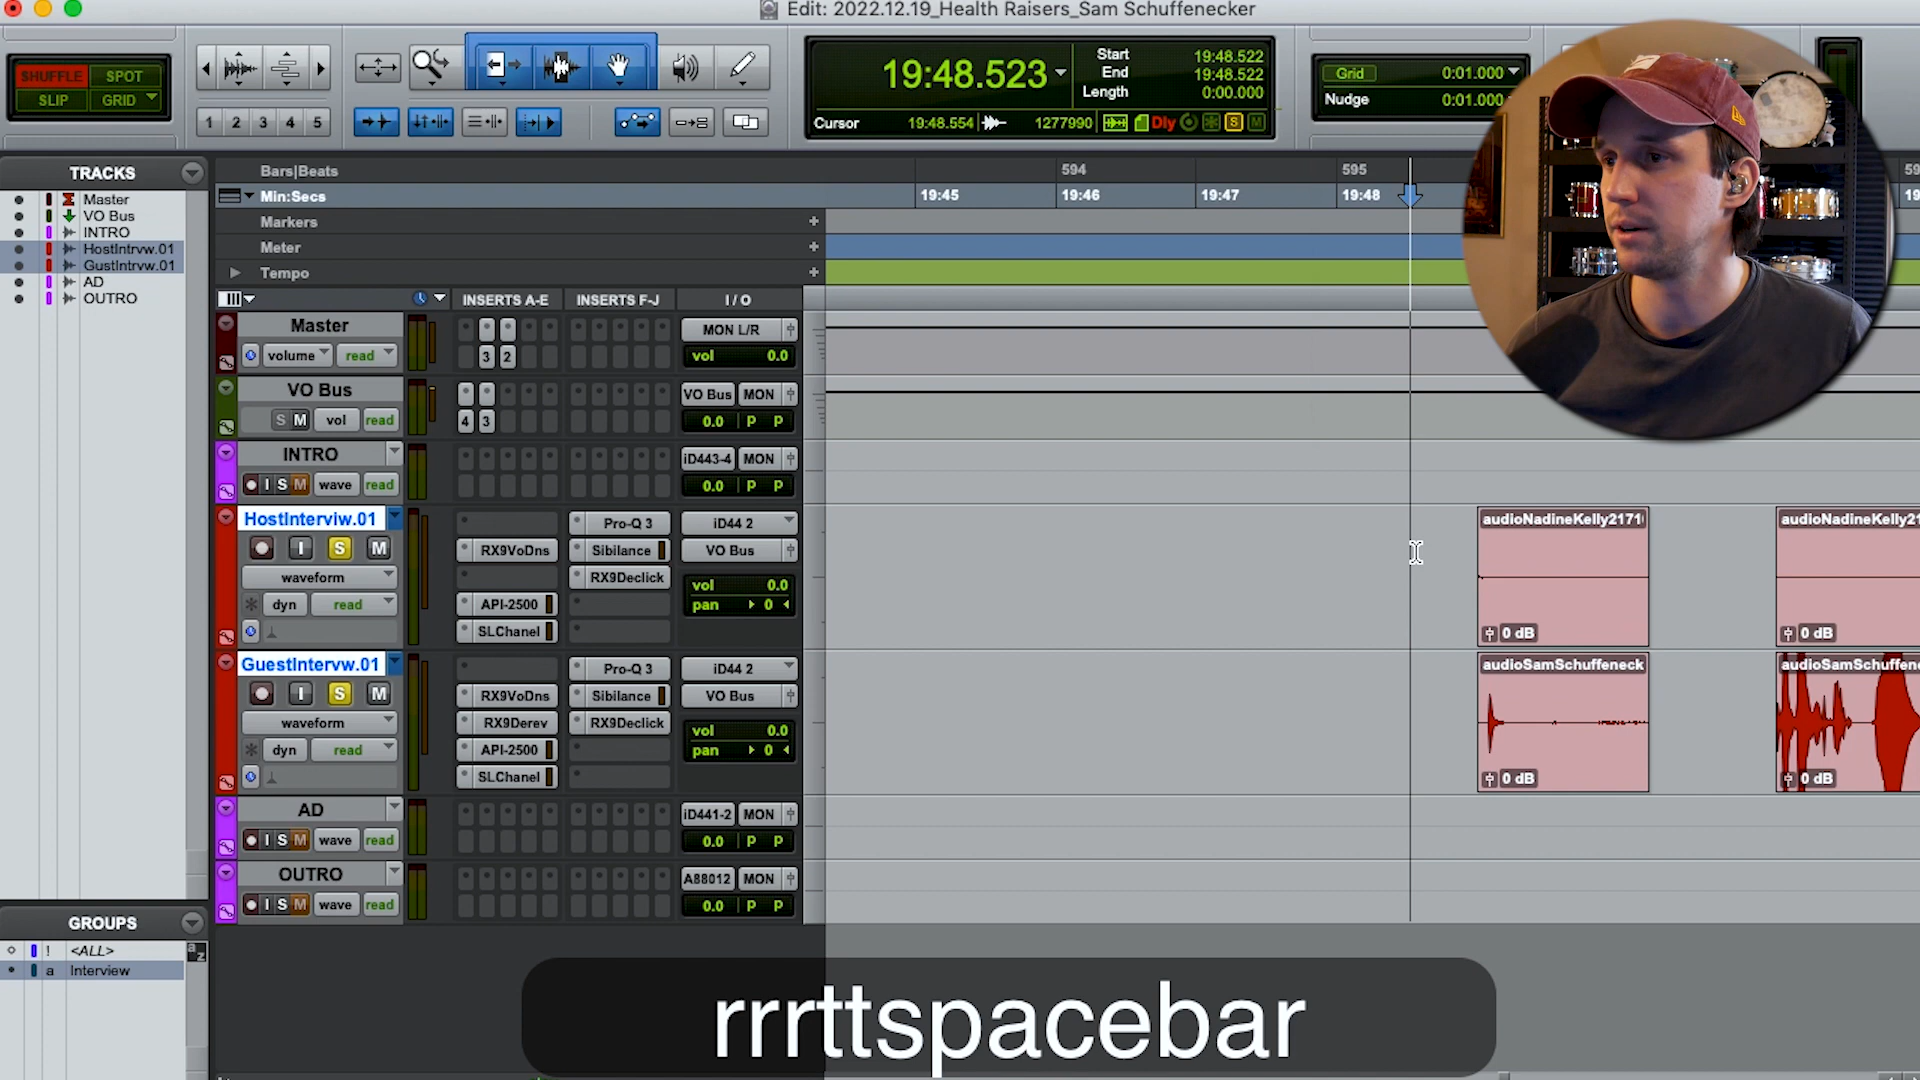 Edit: 2022.12.19_Health Raisers_Sam Schuffenecker
SHUFFLE SPOT
SLIP GRID
1 2 3 4 5
19:48.523
Start 19:48.522
End 19:48.522
Length 0:00.000
Cursor 19:48.554 1277990 Dly S M
Grid 0:01.000
Nudge 0:01.000
TRACKS
Master
VO Bus
INTRO
HostIntrvw.01
GustIntrvw.01
AD
OUTRO
Bars|Beats 594 595
Min:Secs 19:45 19:46 19:47 19:48
Markers
Meter
Tempo
INSERTS A-E INSERTS F-J I / O
Master MON L/R
volume read 3 2 vol 0.0
VO Bus VO Bus MON
S M vol read 4 3 0.0 P P
INTRO iD443-4 MON
I S M wave read 0.0 P P
HostInterviw.01 Pro-Q 3 iD44 2
I S M RX9VoDns Sibilance VO Bus
waveform RX9Declick vol 0.0
dyn read API-2500 pan 0
SLChanel
audioNadineKelly2171
0 dB
audioNadineKelly21
0 dB
GuestIntervw.01 Pro-Q 3 iD44 2
I S M RX9VoDns Sibilance VO Bus
waveform RX9Derev RX9Declick vol 0.0
dyn read API-2500 pan 0
SLChanel
audioSamSchuffeneck
0 dB
audioSamSchuffene
0 dB
AD iD441-2 MON
I S M wave read 0.0 P P
OUTRO A88012 MON
I S M wave read 0.0 P P
GROUPS
! <ALL>
a Interview
a z
rrrttspacebar